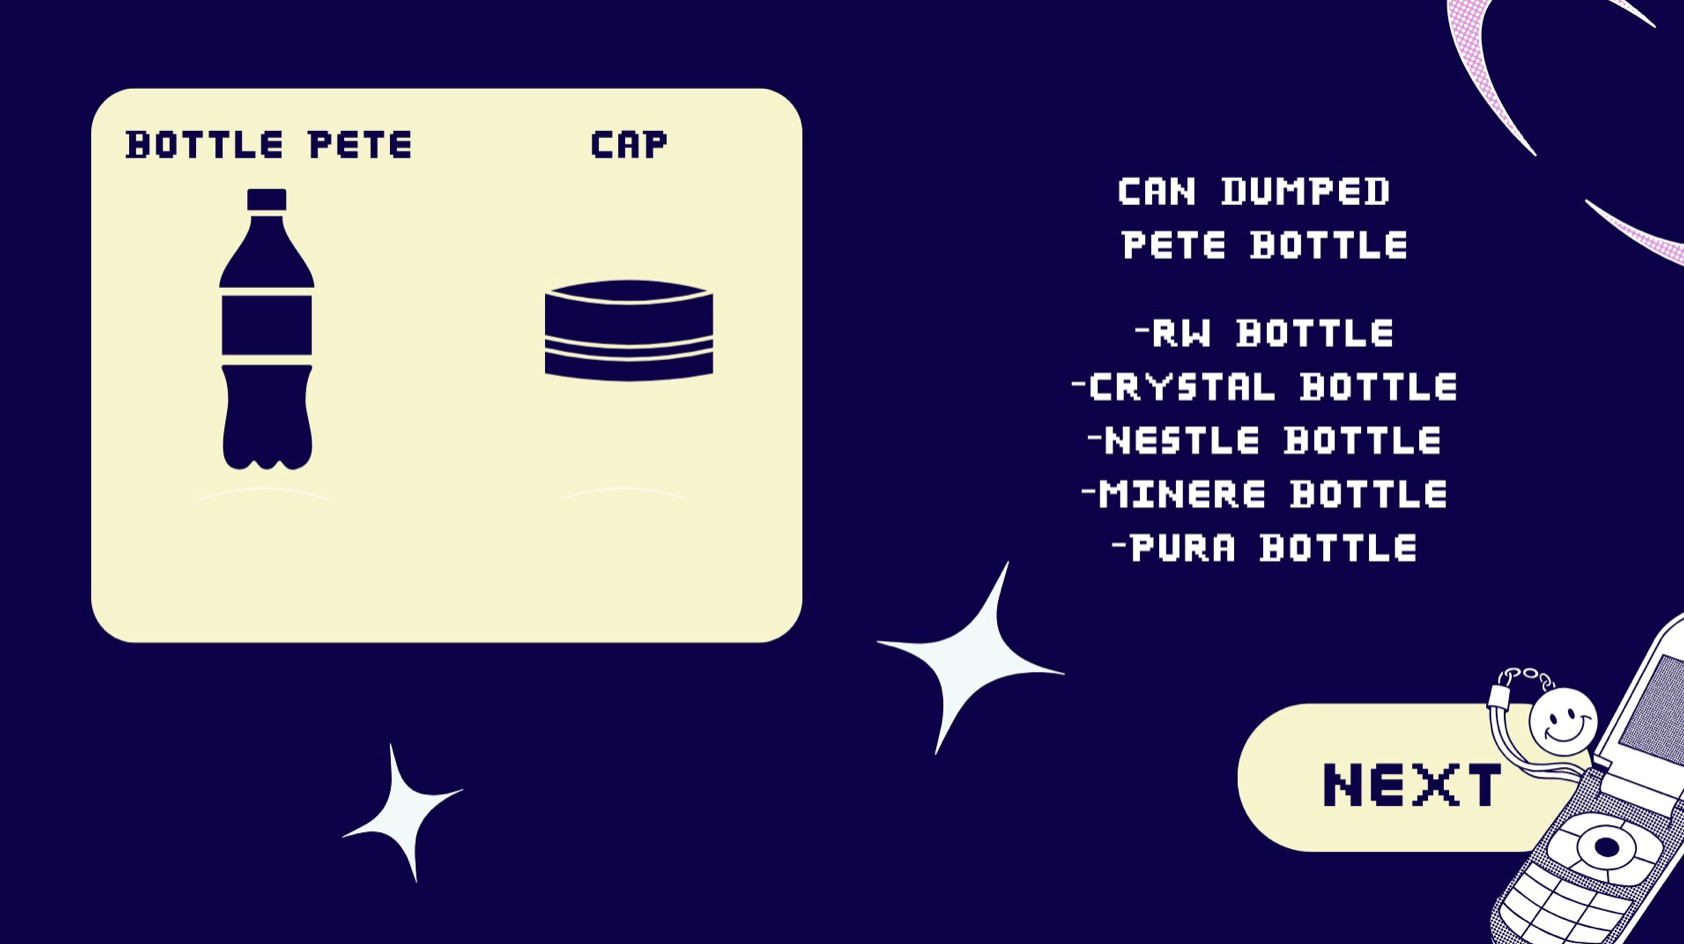 BOTTLE PETE
CAP
CAN DUMPED
PETE BOTTLE
-RW BOTTLE
-CRYSTAL BOTTLE
-NESTLE BOTTLE
-MINERE BOTTLE
-PURA BOTTLE
NEXT